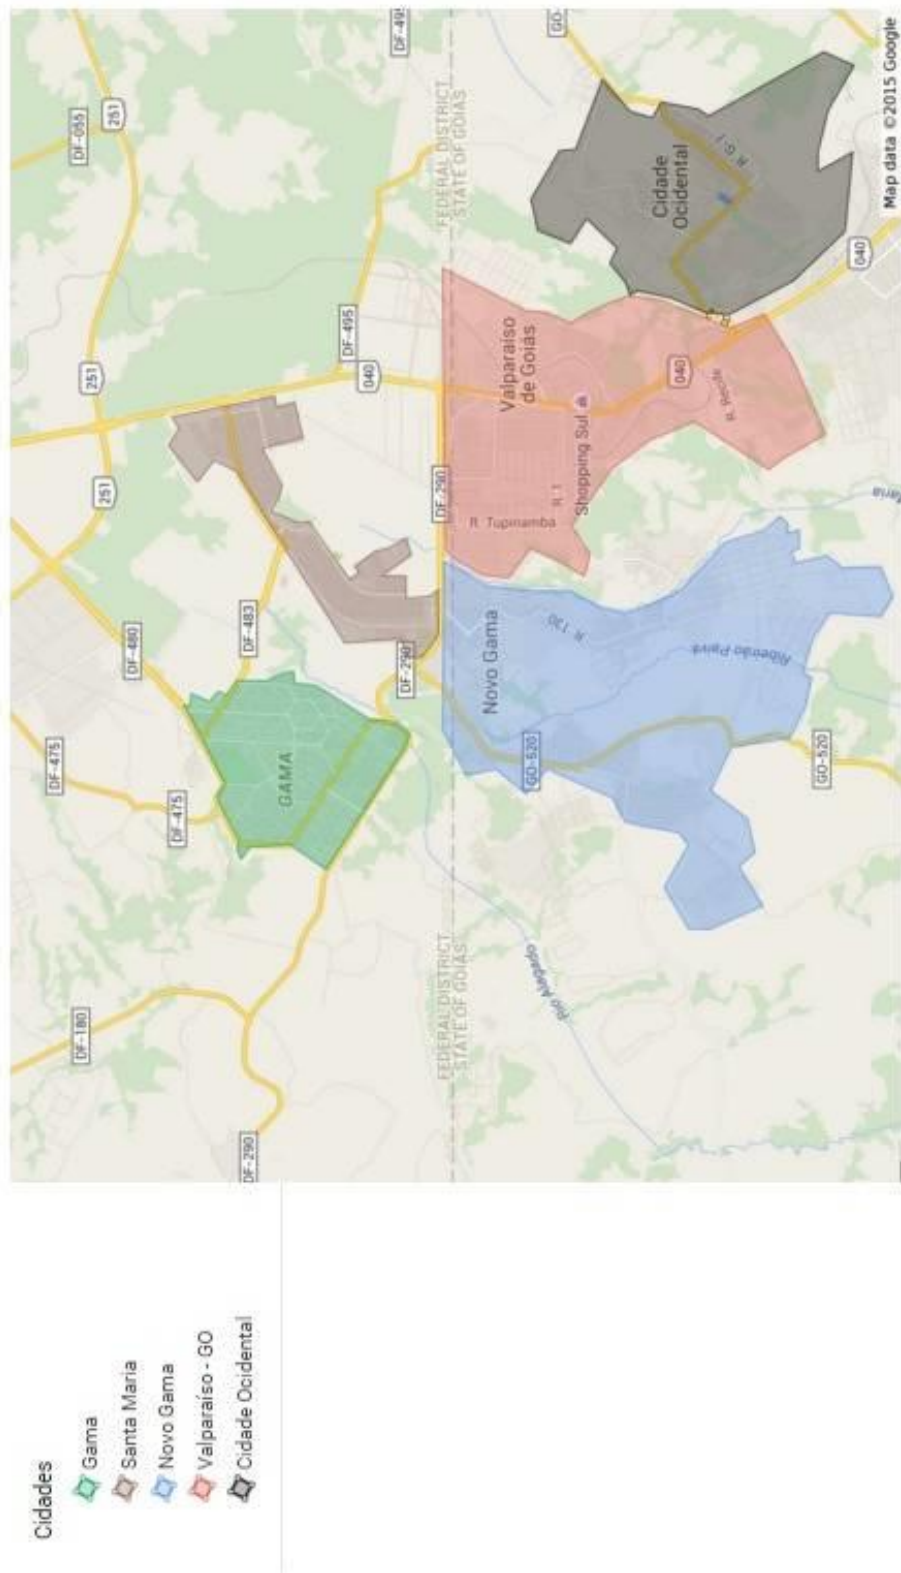 Cidades
Gama
Santa Maria
Novo Gama
Valparaíso - GO
Cidade Ocidental
DF-475
DF-180
DF-055
251
251
251
DF-480
DF-475
DF-290
DF-483
GAMA
DF-495
040
DF-290
DF-49
DF-290
FEDERAL DISTRICT
STATE OF GOIÁS
FEDERAL DISTRICT
STATE OF GOIÁS
Novo Gama
R. Tupinamba
Valparaíso
de Goiás
GO-520
Rio Alagado
R. 1
GO-
R. 130
Shopping Sul
Cidade
Ocidental
040
Ribeirão Paiva
R. Recife
GO-520
040
Map data ©2015 Google